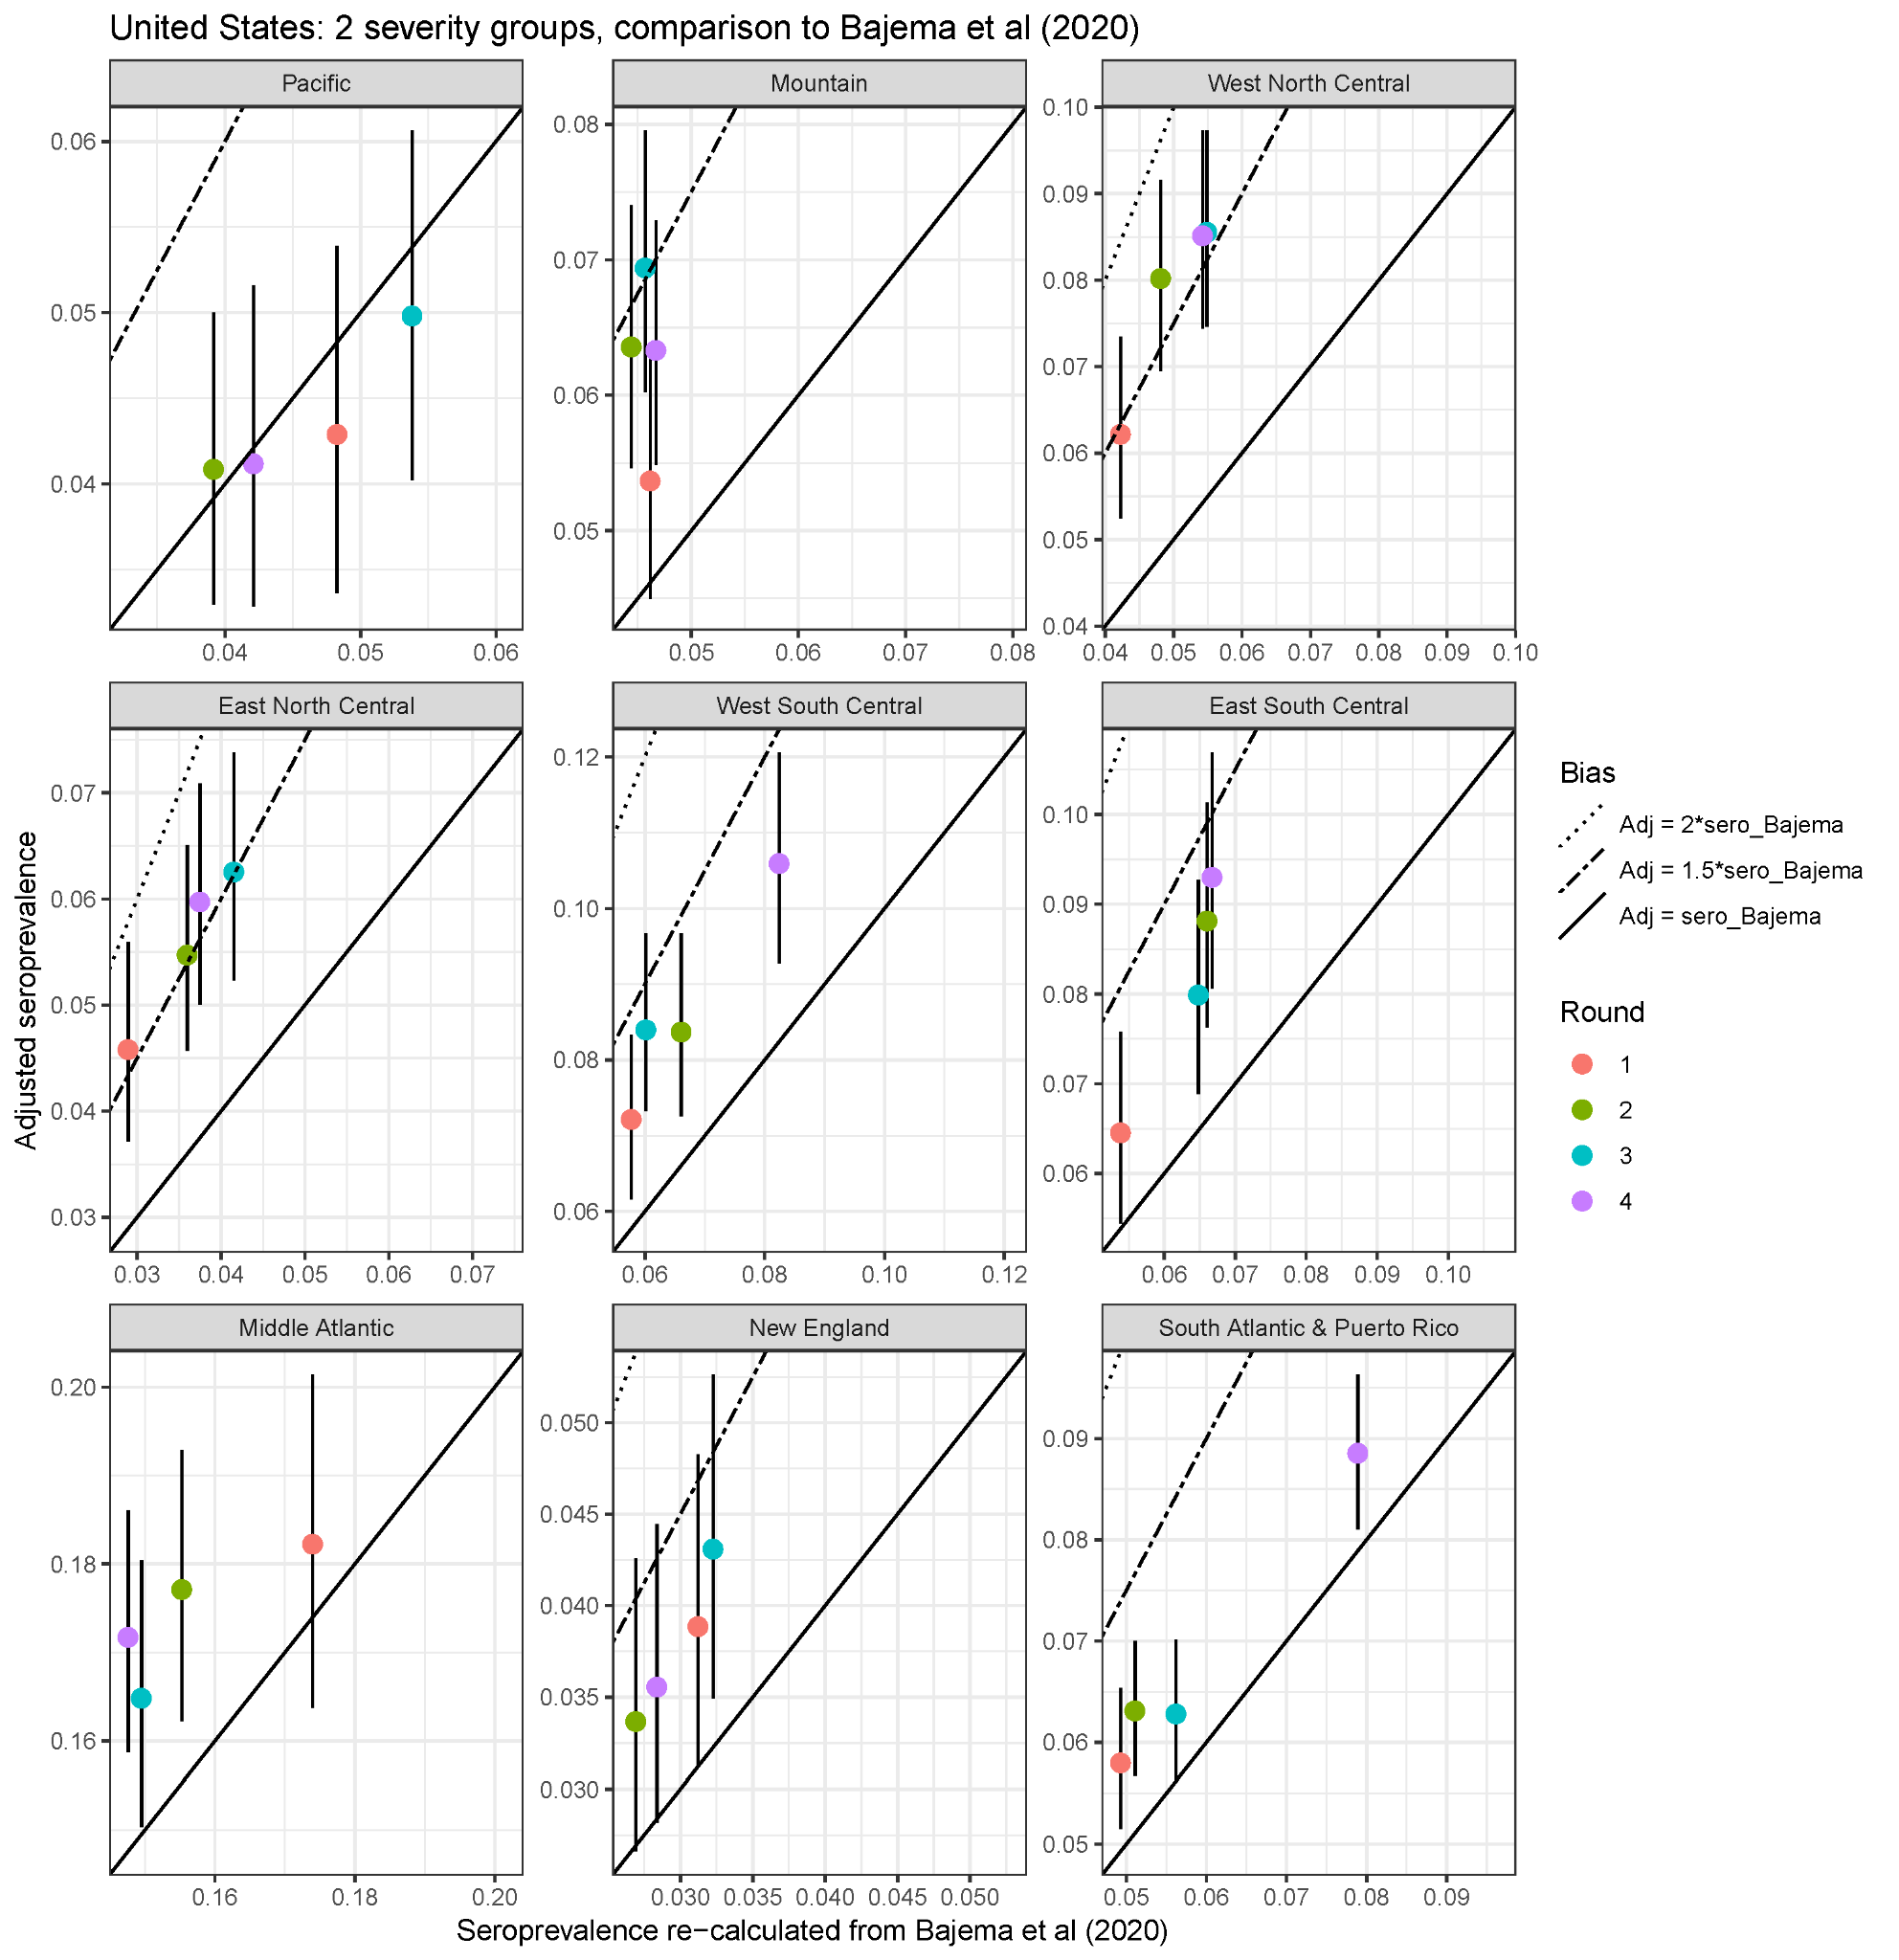 United States: 2 severity groups, comparison to Bajema et al (2020)
Pacific
Mountain
West North Central
0.06
0.05
0.04
0.04 0.05 0.06
0.08
0.07
0.06
0.05
0.05 0.06 0.07 0.08
0.10
0.09
0.08
0.07
0.06
0.05
0.04
0.04 0.05 0.06 0.07 0.08 0.09 0.10
East North Central
West South Central
East South Central
0.07
0.06
0.05
0.04
0.03
0.03 0.04 0.05 0.06 0.07
0.12
0.10
0.08
0.06
0.06 0.08 0.10 0.12
0.10
0.09
0.08
0.07
0.06
0.06 0.07 0.08 0.09 0.10
Middle Atlantic
New England
South Atlantic & Puerto Rico
0.20
0.18
0.16
0.16 0.18 0.20
0.050
0.045
0.040
0.035
0.030
0.030 0.035 0.040 0.045 0.050
0.09
0.08
0.07
0.06
0.05
0.05 0.06 0.07 0.08 0.09
Adjusted seroprevalence
Seroprevalence re−calculated from Bajema et al (2020)
Bias
Adj = 2*sero_Bajema
Adj = 1.5*sero_Bajema
Adj = sero_Bajema
Round
1
2
3
4